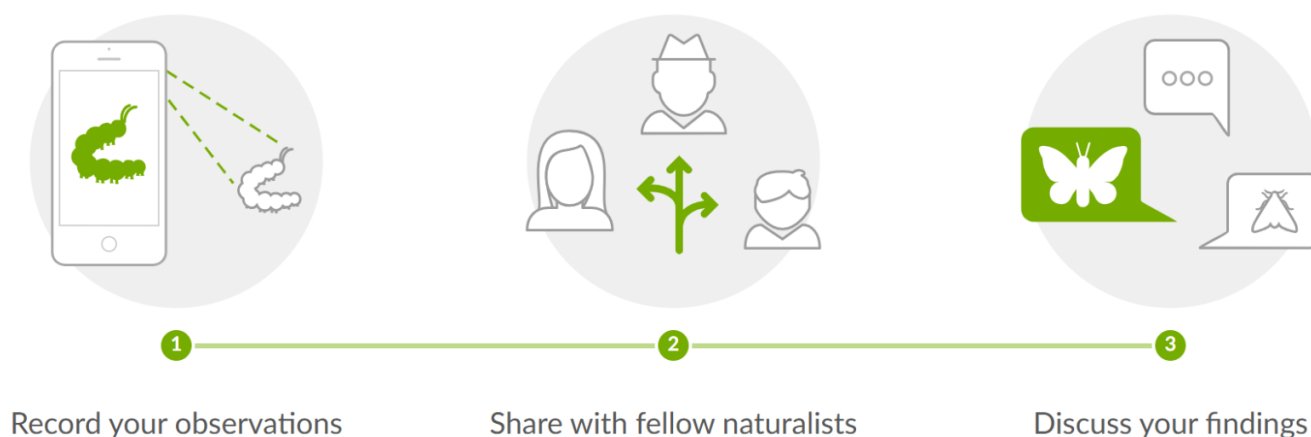 1
2
3
Record your observations
Share with fellow naturalists
Discuss your findings